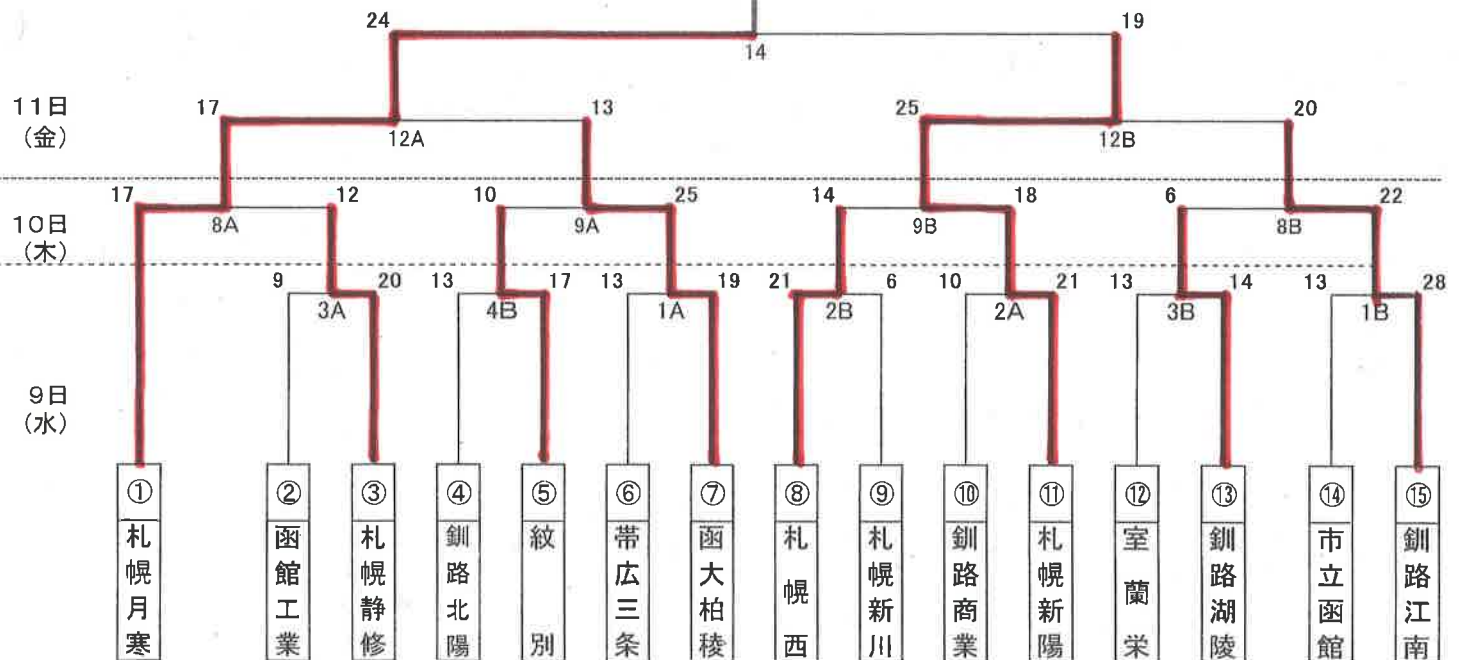 24 19
14
11日
(金)
17 13 25 20
12A 12B
17 12 10 25 14 18 6 22
10日
(木)
8A 9A 9B 8B
9 20 13 17 13 19 21 6 10 21 13 14 13 28
3A 4B 1A 2B 2A 3B 1B
9日
(水)
① ② ③ ④ ⑤ ⑥ ⑦ ⑧ ⑨ ⑩ ⑪ ⑫ ⑬ ⑭ ⑮
札幌月寒
函館工業
札幌静修
釧路北陽
紋別
帯広三条
函大柏稜
札幌西
札幌新川
釧路商業
札幌新陽
室蘭栄
釧路湖陵
市立函館
釧路江南